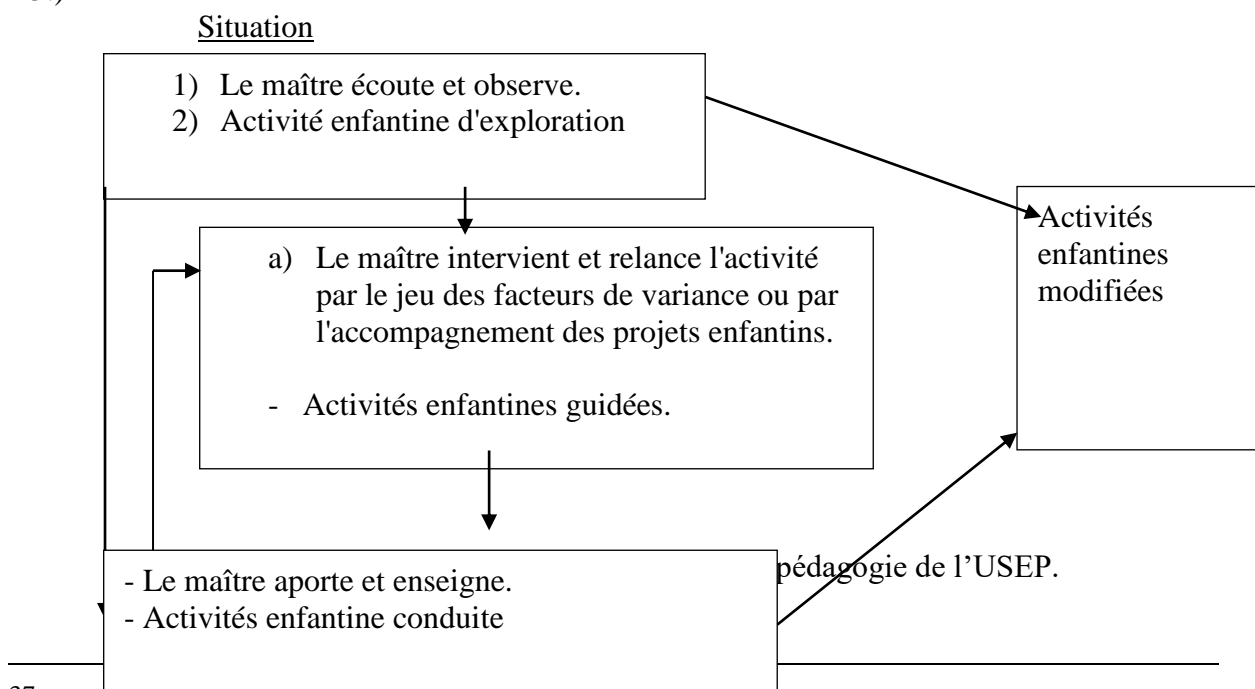 Situation
1) Le maître écoute et observe.
2) Activité enfantine d'exploration
Activités
enfantines
modifiées
a) Le maître intervient et relance l'activité
par le jeu des facteurs de variance ou par
l'accompagnement des projets enfantins.
- Activités enfantines guidées.
pédagogie de l’USEP.
- Le maître aporte et enseigne.
- Activités enfantine conduite